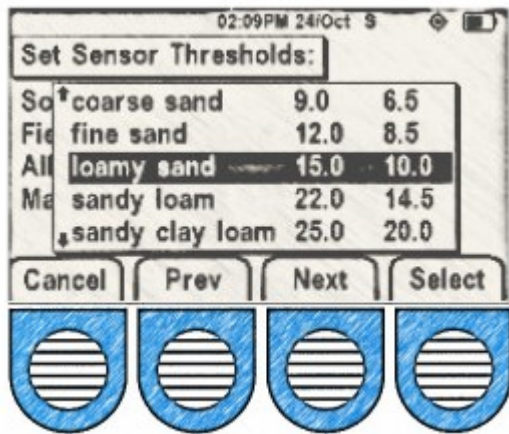 02:09PM 24/Oct S
Set Sensor Thresholds:
So coarse sand 9.0 6.5
Fie fine sand 12.0 8.5
All loamy sand 15.0 10.0
Ma sandy loam 22.0 14.5
sandy clay loam 25.0 20.0
Cancel Prev Next Select